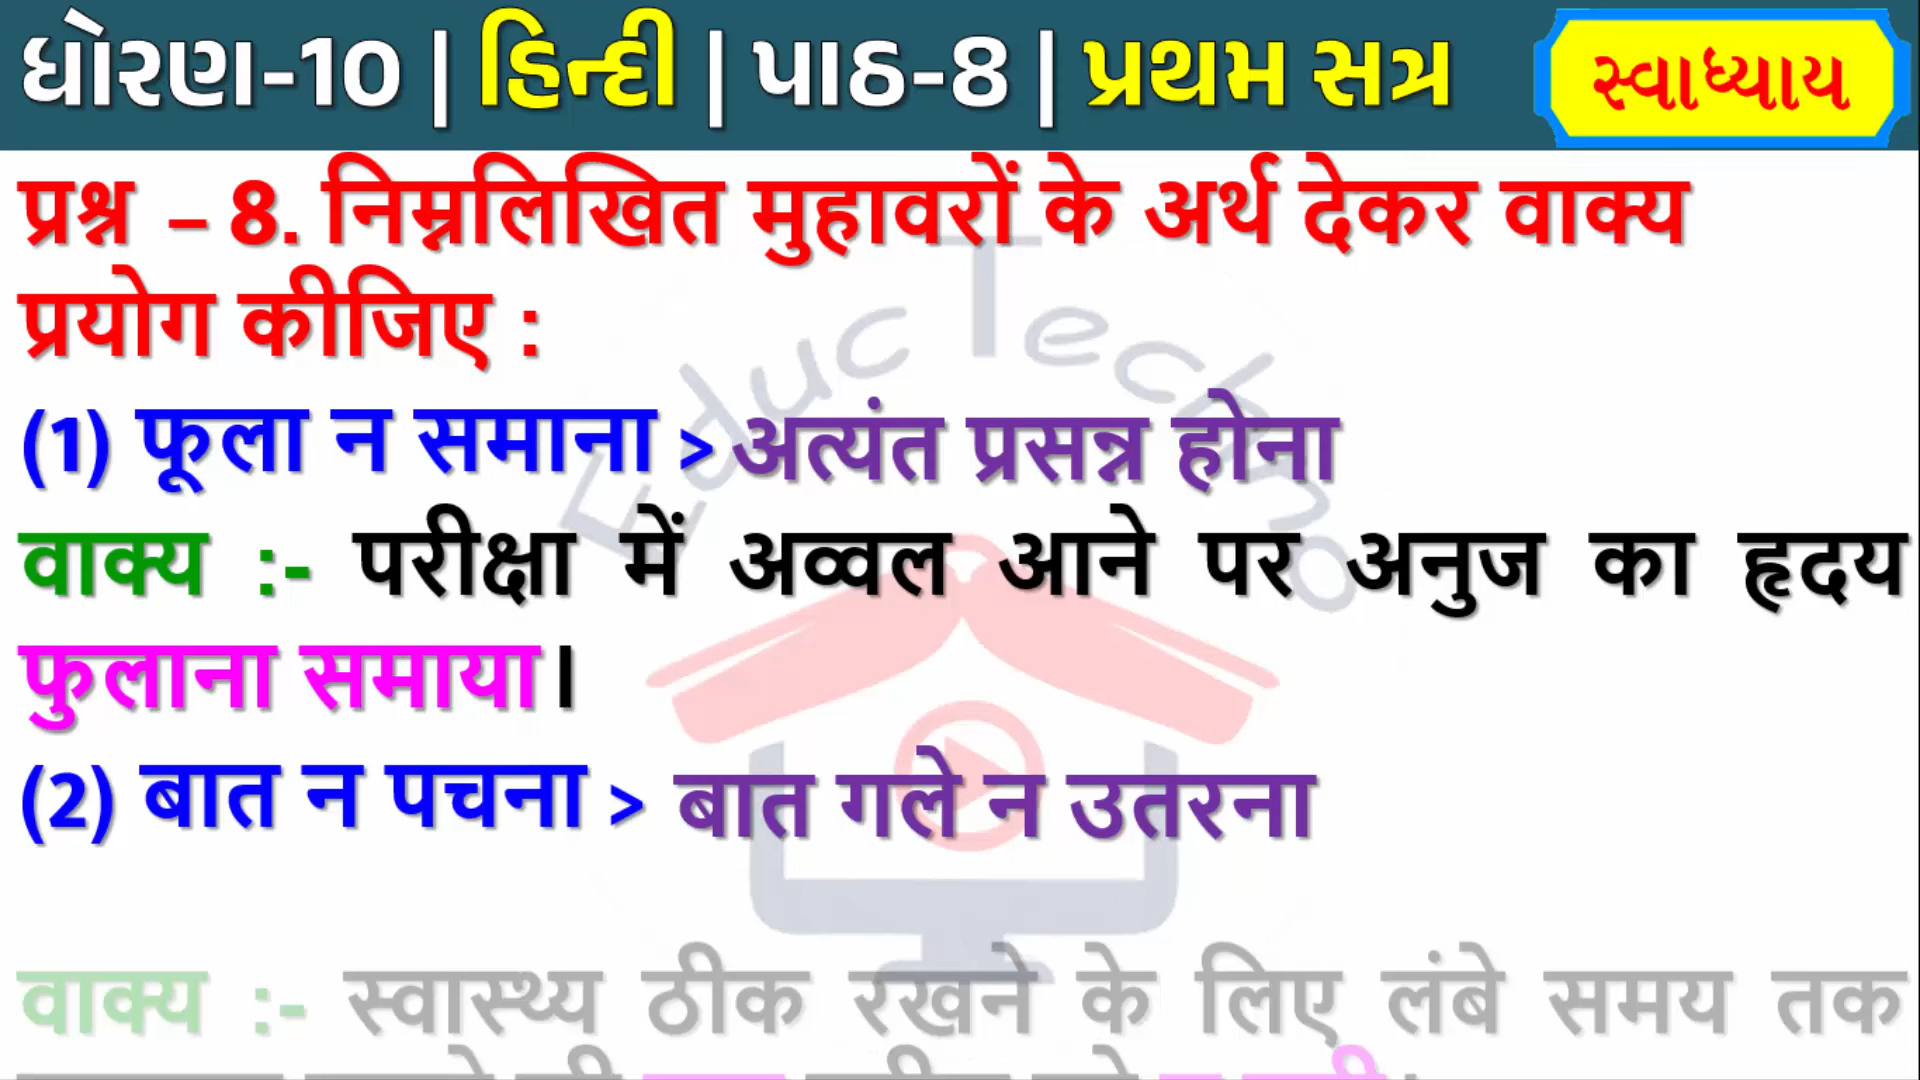 ધોરણ-10 | હિન્દી | પાઠ-8 | પ્રથમ સત્ર સ્વાધ્યાય
प्रश्न – 8. निम्नलिखित मुहावरों के अर्थ देकर वाक्य
प्रयोग कीजिए :
(1) फूला न समाना > अत्यंत प्रसन्न होना
वाक्य :- परीक्षा में अव्वल आने पर अनुज का हृदय
फुलाना समाया।
(2) बात न पचना > बात गले न उतरना
वाक्य :- स्वास्थ्य ठीक रखने के लिए लंबे समय तक
EducTechno